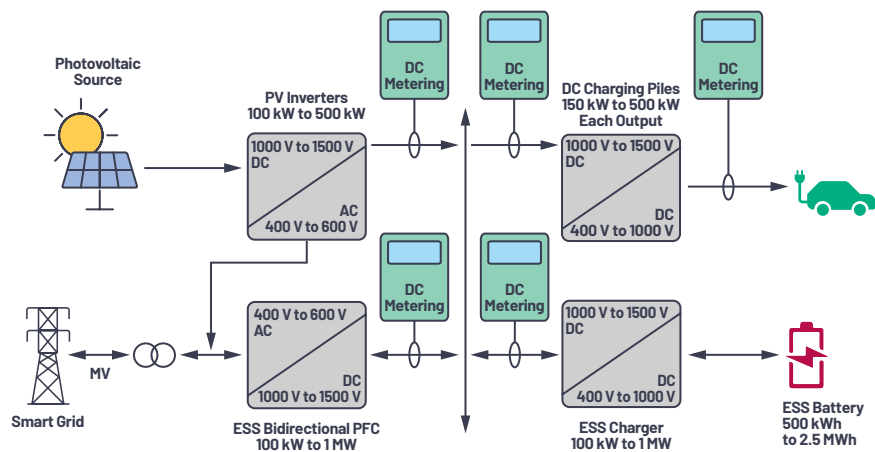 Photovoltaic
Source
PV Inverters
100 kW to 500 kW
1000 V to 1500 V
DC
AC
400 V to 600 V
DC
Metering
DC
Metering
DC Charging Piles
150 kW to 500 kW
Each Output
1000 V to 1500 V
DC
DC
400 V to 1000 V
DC
Metering
Smart Grid
MV
400 V to 600 V
AC
DC
1000 V to 1500 V
ESS Bidirectional PFC
100 kW to 1 MW
DC
Metering
DC
Metering
1000 V to 1500 V
DC
DC
400 V to 1000 V
ESS Charger
100 kW to 1 MW
ESS Battery
500 kWh
to 2.5 MWh